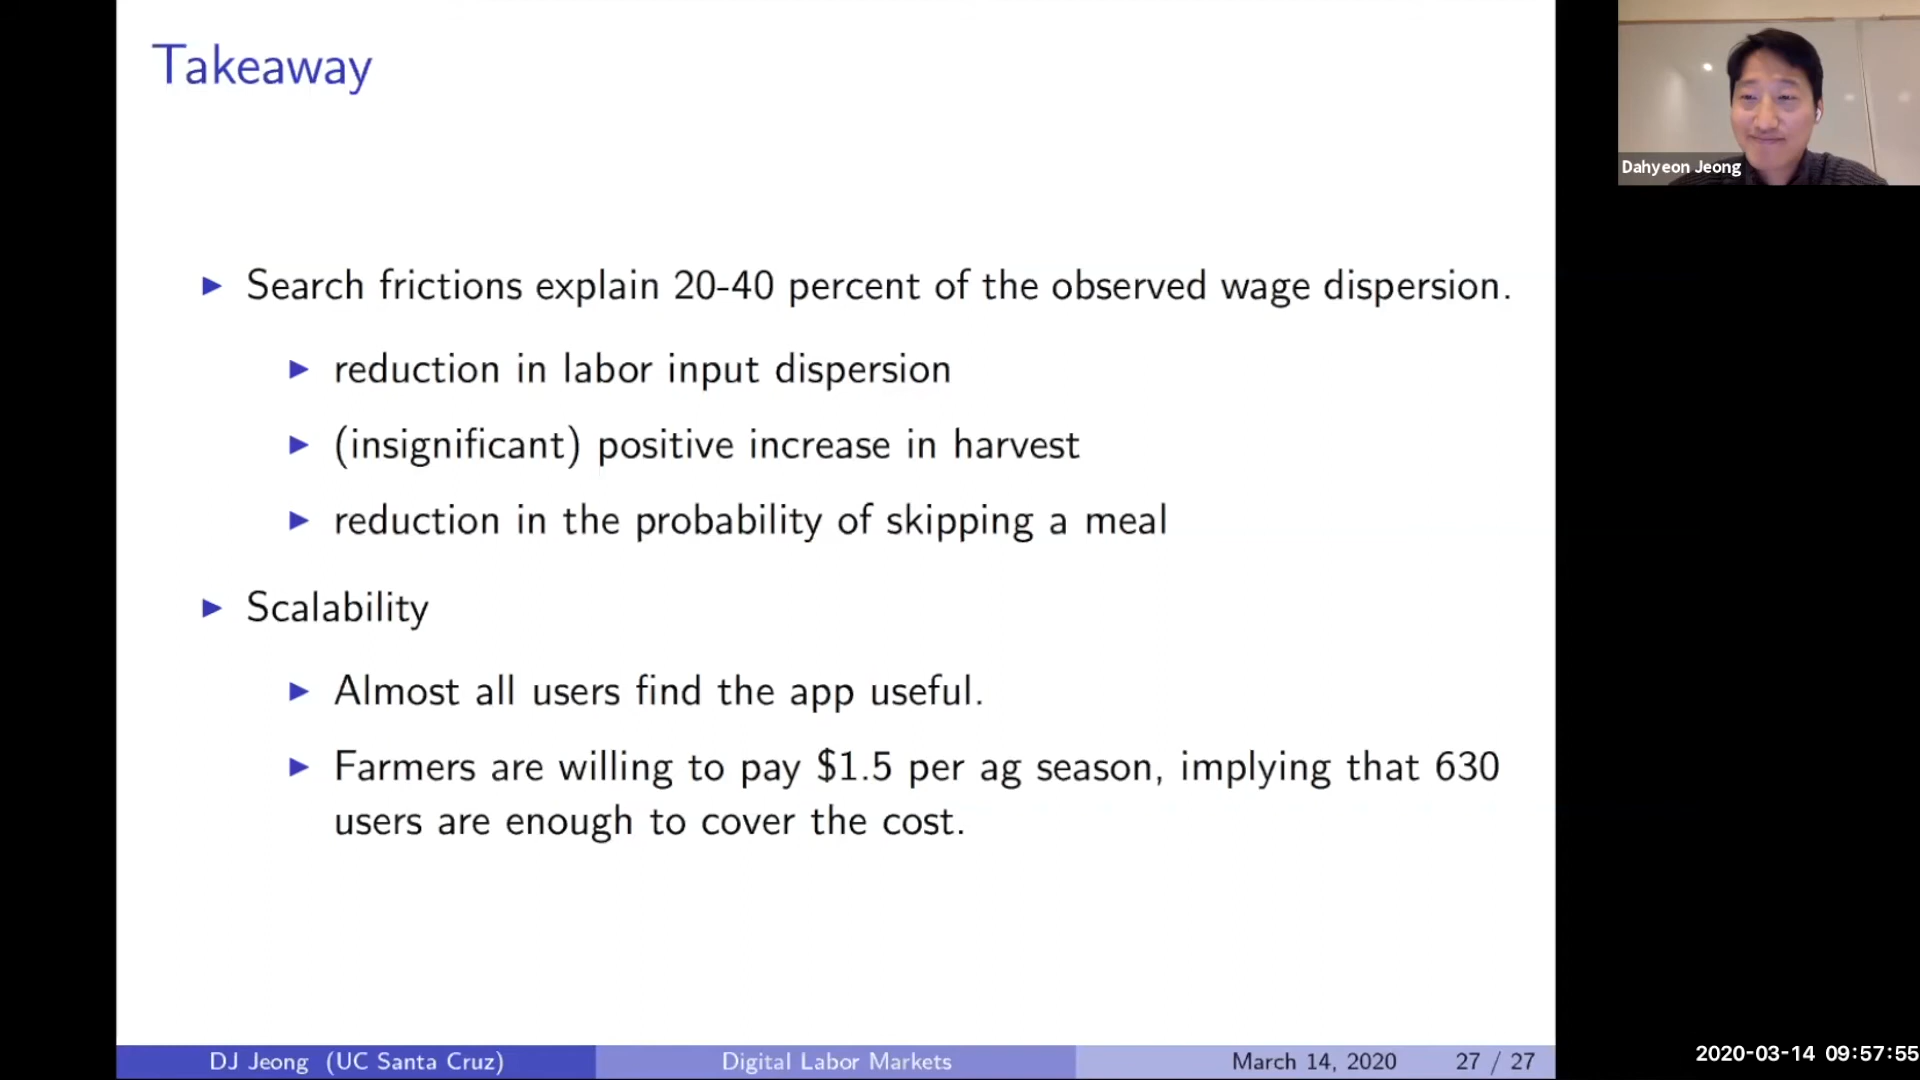 Takeaway
Search frictions explain 20-40 percent of the observed wage dispersion.
reduction in labor input dispersion
(insignificant) positive increase in harvest
reduction in the probability of skipping a meal
Scalability
Almost all users find the app useful.
Farmers are willing to pay $1.5 per ag season, implying that 630
users are enough to cover the cost.
DJ Jeong (UC Santa Cruz) Digital Labor Markets March 14, 2020 27 / 27
Dahyeon Jeong
2020-03-14 09:57:55